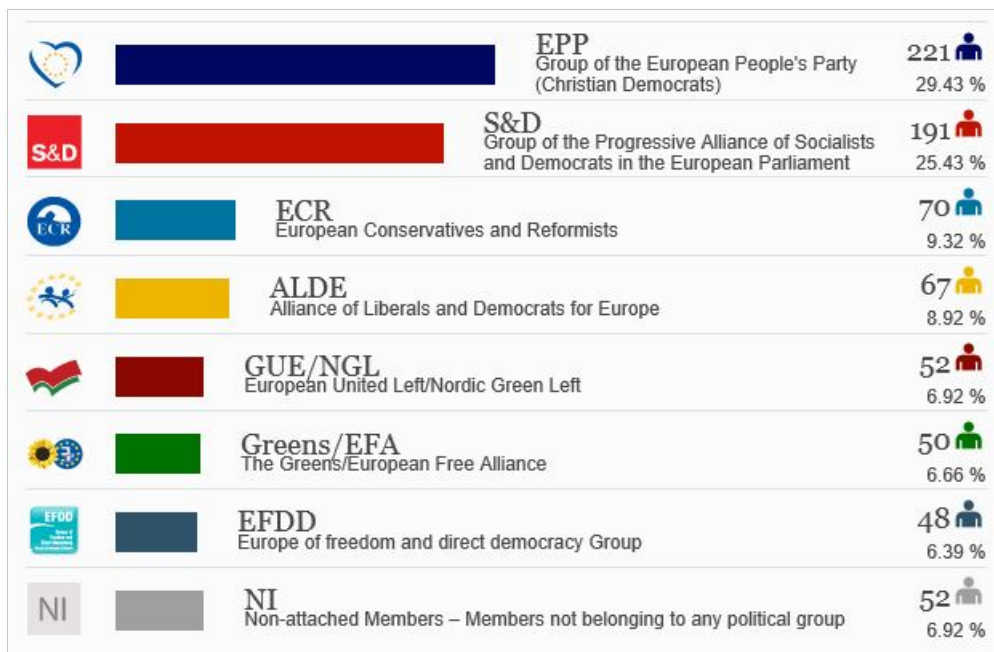 EPP
Group of the European People's Party
(Christian Democrats)
221
29.43 %
S&D
S&D
Group of the Progressive Alliance of Socialists
and Democrats in the European Parliament
191
25.43 %
ECR
ECR
European Conservatives and Reformists
70
9.32 %
ALDE
Alliance of Liberals and Democrats for Europe
67
8.92 %
GUE/NGL
European United Left/Nordic Green Left
52
6.92 %
Greens/EFA
The Greens/European Free Alliance
50
6.66 %
EFDD
EFDD
Europe of freedom and direct democracy Group
48
6.39 %
NI
NI
Non-attached Members – Members not belonging to any political group
52
6.92 %